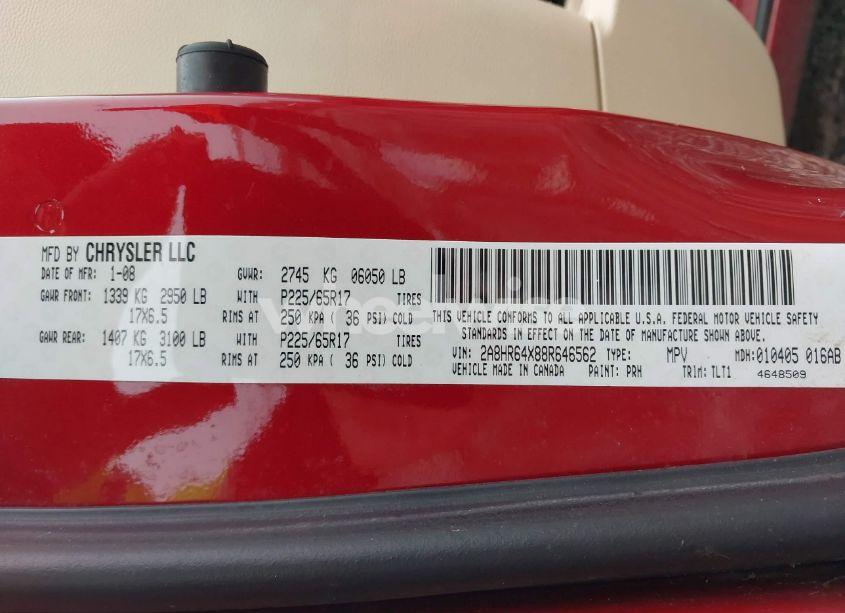 MFD BY CHRYSLER LLC
DATE OF MFR: 1-08 GVWR: 2745 KG 06050 LB
GAWR FRONT: 1339 KG 2950 LB WITH P225/65R17 TIRES
17X6.5 RIMS AT 250 KPA ( 36 PSI) COLD
GAWR REAR: 1407 KG 3100 LB WITH P225/65R17 TIRES
17X6.5 RIMS AT 250 KPA ( 36 PSI) COLD
THIS VEHICLE CONFORMS TO ALL APPLICABLE U.S.A. FEDERAL MOTOR VEHICLE SAFETY
STANDARDS IN EFFECT ON THE DATE OF MANUFACTURE SHOWN ABOVE.
VIN: 2A8HR64X88R646562 TYPE: MPV MDH:010405 016AB
VEHICLE MADE IN CANADA PAINT: PRH TRIM: TLT1 4648509